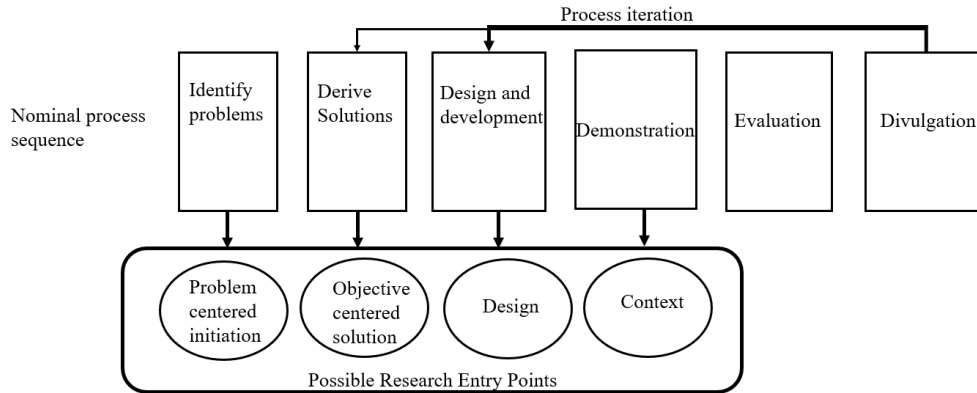 Process iteration
Nominal process
sequence
Identify
problems
Derive
Solutions
Design and
development
Demonstration
Evaluation
Divulgation
Problem
centered
initiation
Objective
centered
solution
Design
Context
Possible Research Entry Points